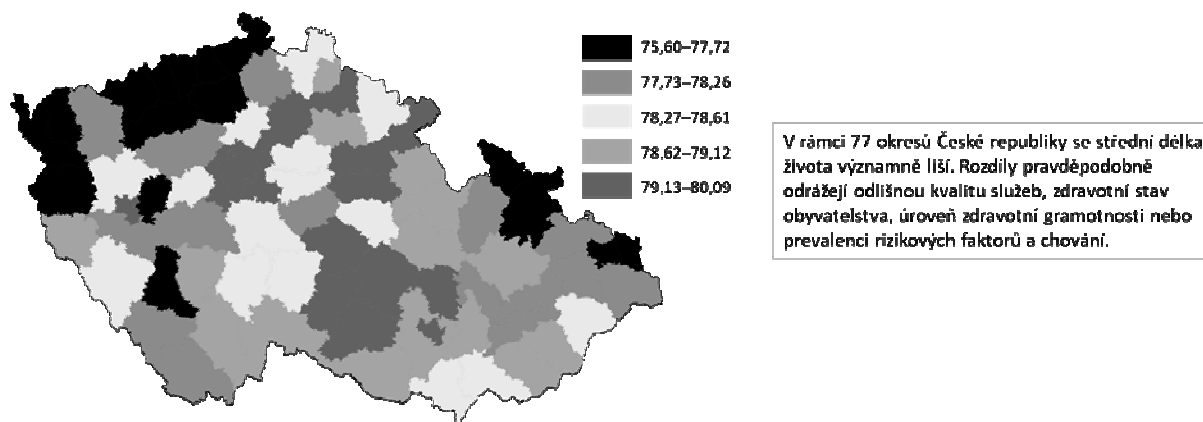 75,60–77,72
77,73–78,26
78,27–78,61
78,62–79,12
79,13–80,09
V rámci 77 okresů České republiky se střední délka
života významně liší. Rozdíly pravděpodobně
odrážejí odlišnou kvalitu služeb, zdravotní stav
obyvatelstva, úroveň zdravotní gramotnosti nebo
prevalenci rizikových faktorů a chování.